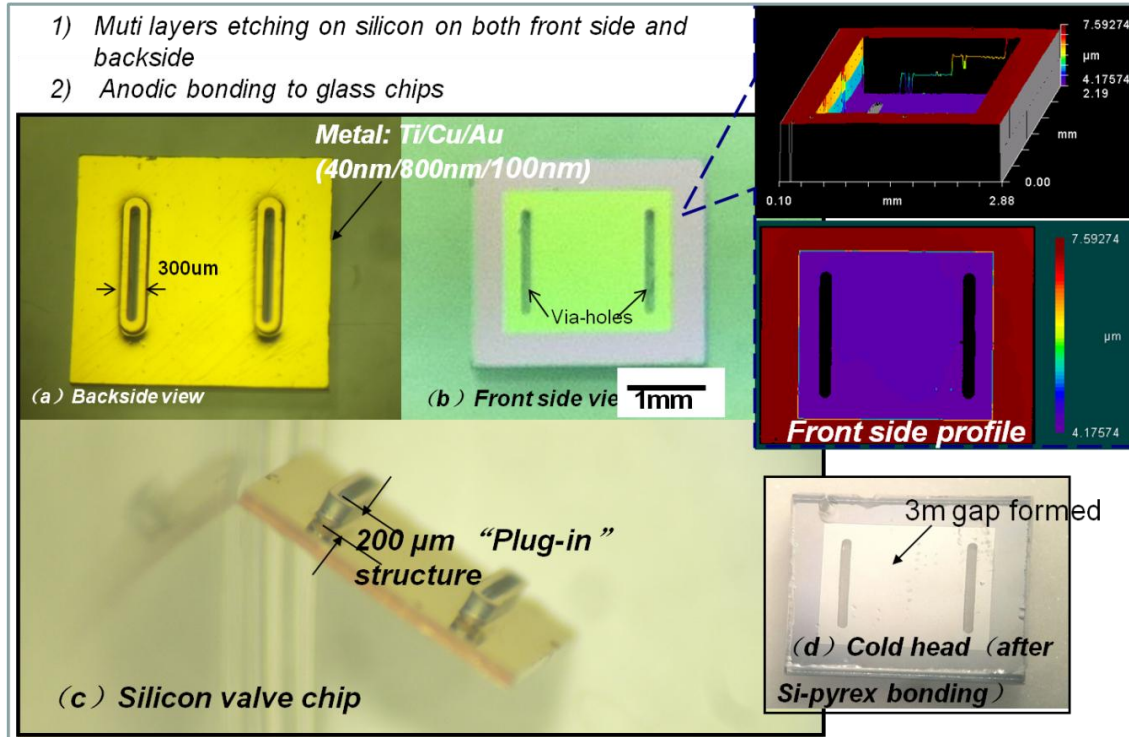 1) Muti layers etching on silicon on both front side and
backside
2) Anodic bonding to glass chips
Metal: Ti/Cu/Au
(40nm/800nm/100nm)
300um
(a) Backside view
Via-holes
(b) Front side vie
1mm
7.59274
µm
4.17574
2.19
mm
0.00
0.10
mm
2.88
7.59274
µm
4.17574
Front side profile
200 µm “Plug-in”
structure
(c) Silicon valve chip
3m gap formed
(d) Cold head (after
Si-pyrex bonding)